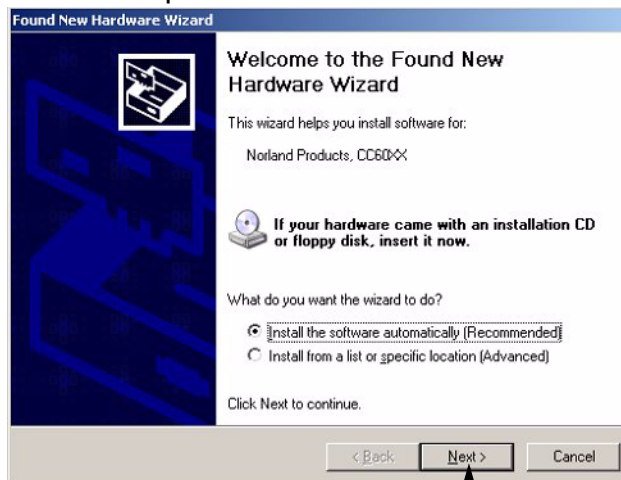 Found New Hardware Wizard
Welcome to the Found New
Hardware Wizard
This wizard helps you install software for:
Norland Products, CC60XX
If your hardware came with an installation CD
or floppy disk, insert it now.
What do you want the wizard to do?
Install the software automatically (Recommended)
Install from a list or specific location (Advanced)
Click Next to continue.
< Back
Next >
Cancel